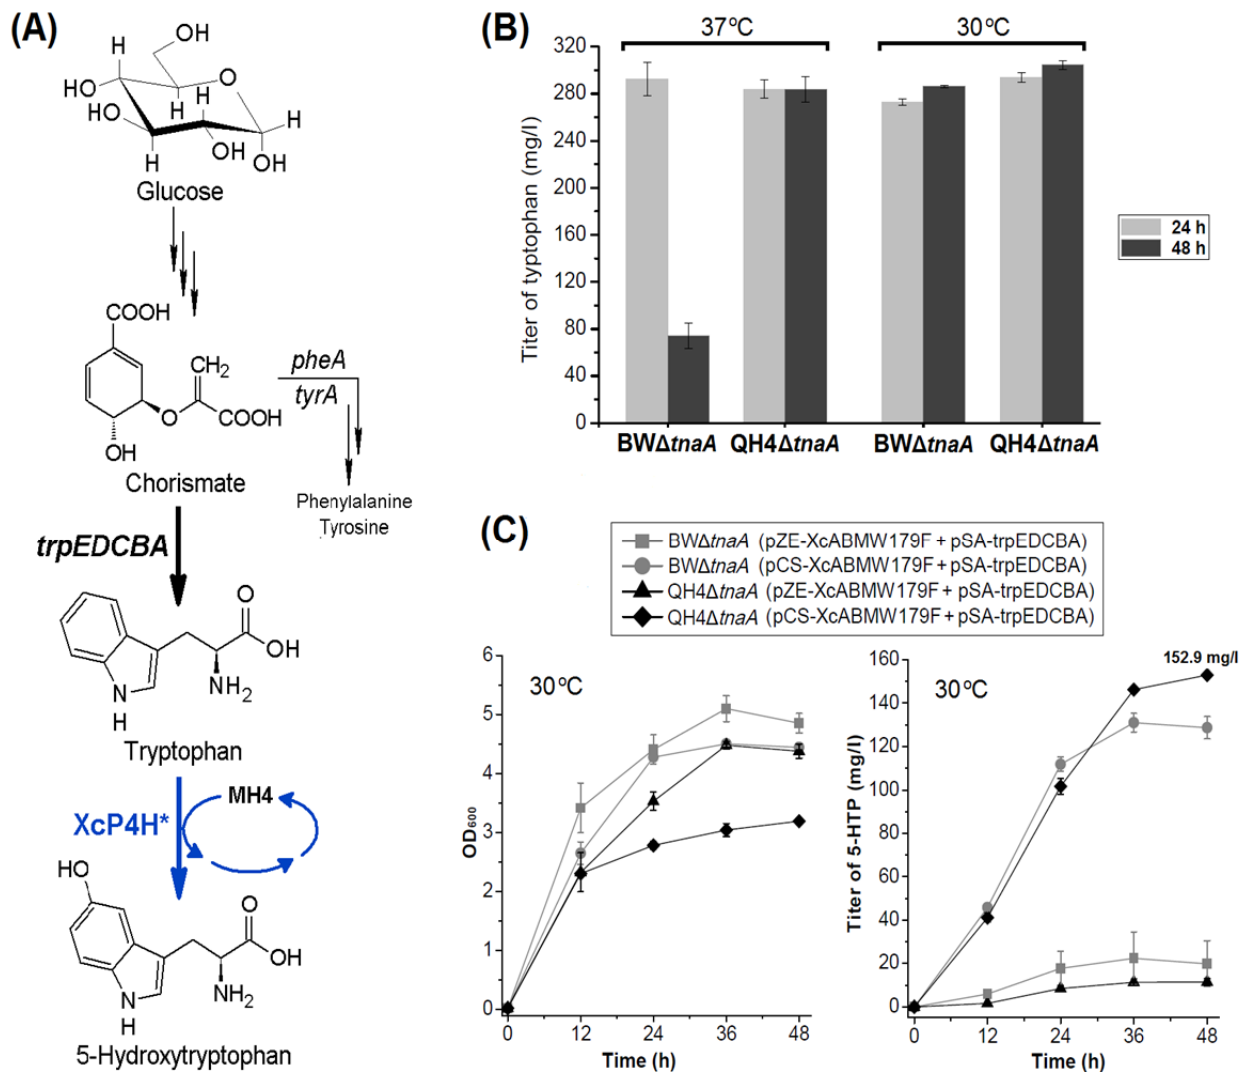 (A)
OH
H
HO
O
HO
H
H
H
HO
H
OH
OH
Glucose
COOH
CH2
O
COOH
OH
pheA
tyrA
Chorismate
Phenylalanine
Tyrosine
trpEDCBA
O
OH
NH2
N
H
Tryptophan
XcP4H*
MH4
HO
O
OH
NH2
N
H
5-Hydroxytryptophan
(B)
37°C
30°C
Titer of typtophan (mg/l)
320
280
240
200
160
120
80
40
0
BWΔtnaA QH4ΔtnaA BWΔtnaA QH4ΔtnaA
24 h
48 h
(C)
BWΔtnaA (pZE-XcABMW179F + pSA-trpEDCBA)
BWΔtnaA (pCS-XcABMW179F + pSA-trpEDCBA)
QH4ΔtnaA (pZE-XcABMW179F + pSA-trpEDCBA)
QH4ΔtnaA (pCS-XcABMW179F + pSA-trpEDCBA)
30°C
OD600
6
5
4
3
2
1
0
0 12 24 36 48
Time (h)
30°C
152.9 mg/l
Titer of 5-HTP (mg/l)
160
140
120
100
80
60
40
20
0
0 12 24 36 48
Time (h)